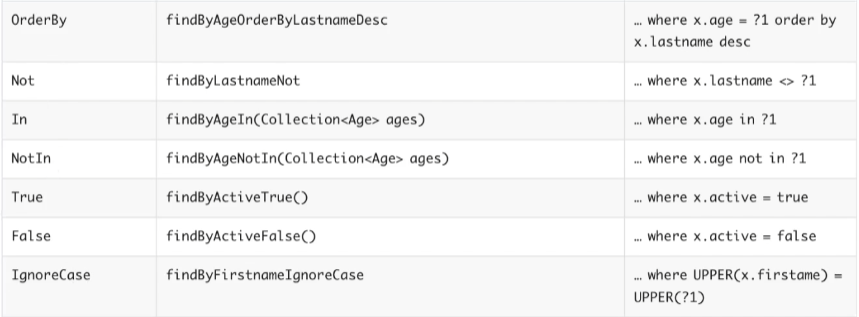 OrderBy findByAgeOrderByLastnameDesc … where x.age = ?1 order by
x.lastname desc
Not findByLastnameNot … where x.lastname <> ?1
In findByAgeIn(Collection<Age> ages) … where x.age in ?1
NotIn findByAgeNotIn(Collection<Age> ages) … where x.age not in ?1
True findByActiveTrue() … where x.active = true
False findByActiveFalse() … where x.active = false
IgnoreCase findByFirstnameIgnoreCase … where UPPER(x.firstame) =
UPPER(?1)